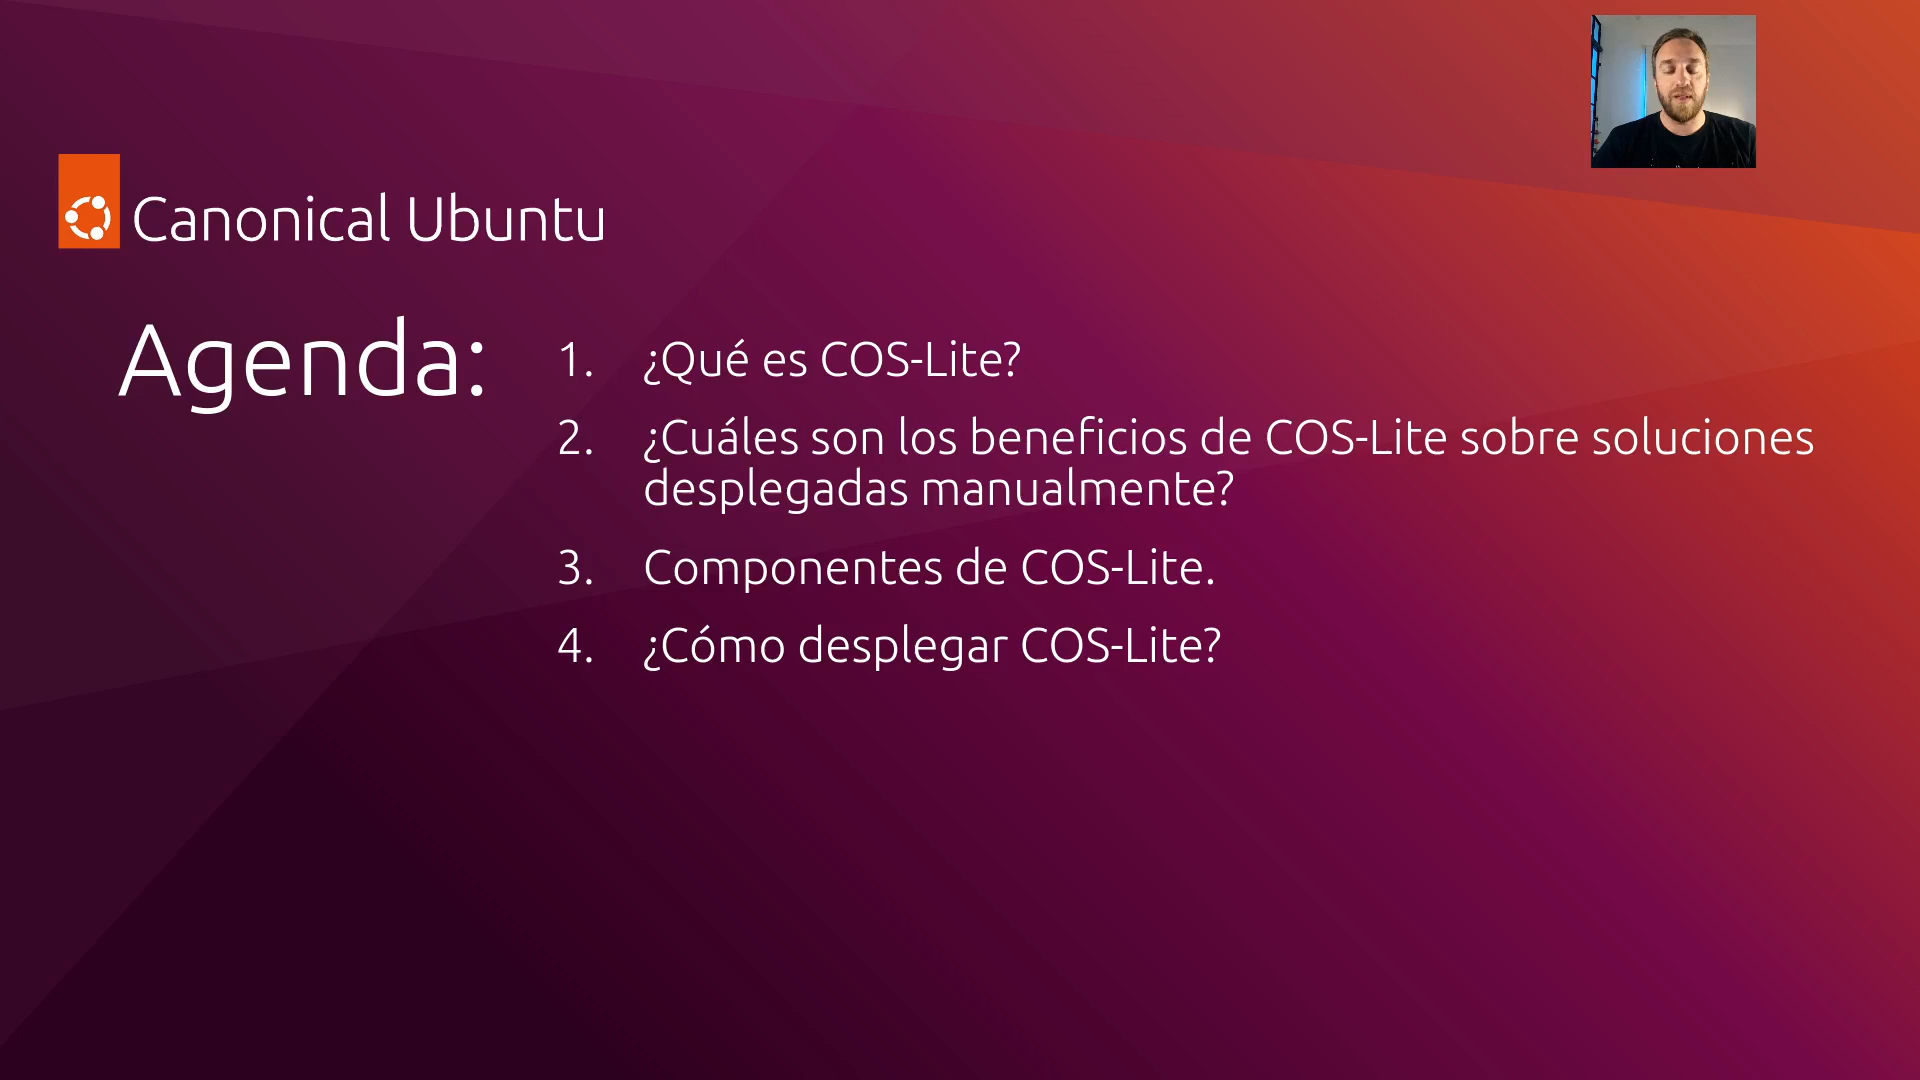 Canonical Ubuntu
Agenda:
1. ¿Qué es COS-Lite?
2. ¿Cuáles son los beneficios de COS-Lite sobre soluciones
desplegadas manualmente?
3. Componentes de COS-Lite.
4. ¿Cómo desplegar COS-Lite?